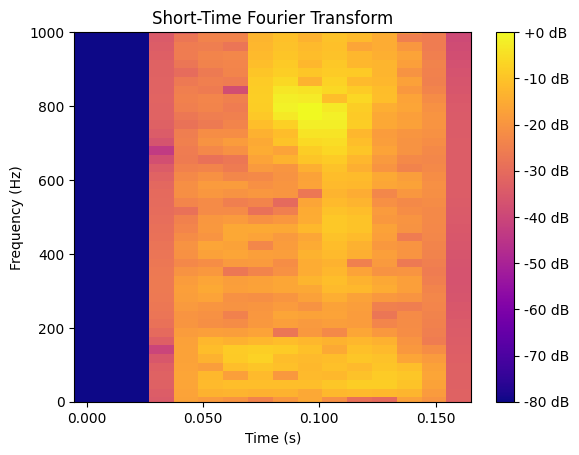 Short-Time Fourier Transform
1000
800
600
400
200
0
Frequency (Hz)
0.000
0.050
0.100
0.150
Time (s)
+0 dB
-10 dB
-20 dB
-30 dB
-40 dB
-50 dB
-60 dB
-70 dB
-80 dB